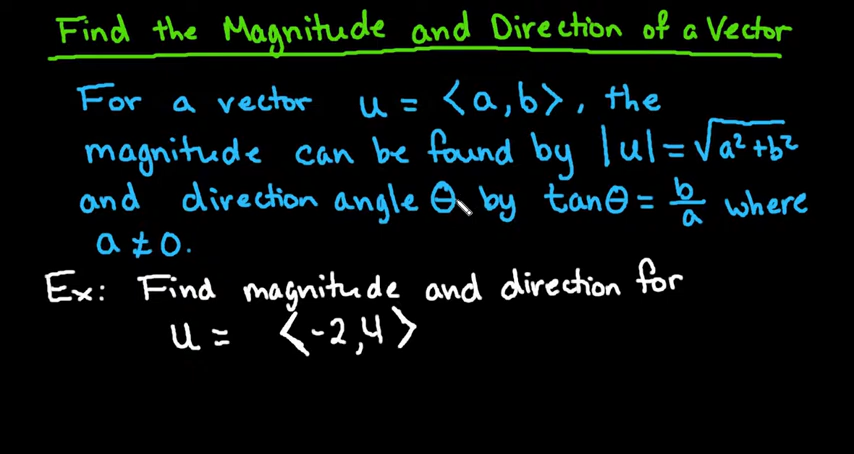 Find the Magnitude and Direction of a Vector
For a vector u = <a, b>, the
magnitude can be found by |u| = √a² + b²
and direction angle θ by tanθ = b/a where
a ≠ 0.
Ex: Find magnitude and direction for
u = <-2, 4>